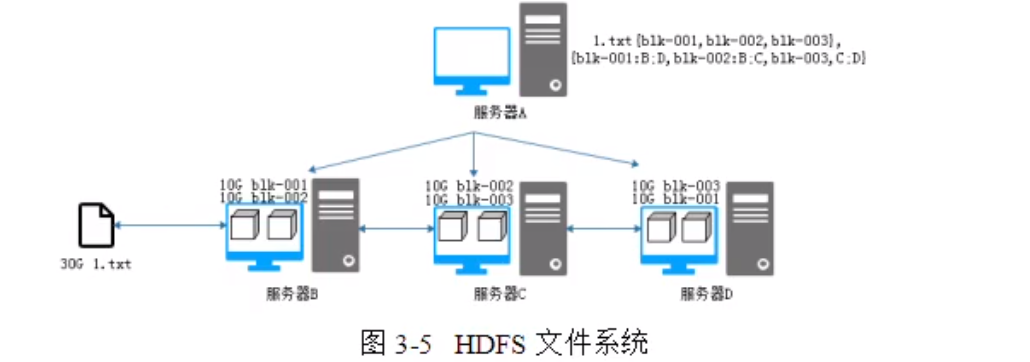 1.txt{blk-001,blk-002,blk-003},
{blk-001:B:D,blk-002:B:C,blk-003,C:D}
服务器A
10G blk-001
10G blk-002
10G blk-002
10G blk-003
10G blk-003
10G blk-001
30G 1.txt
服务器B
服务器C
服务器D
图 3-5 HDFS 文件系统